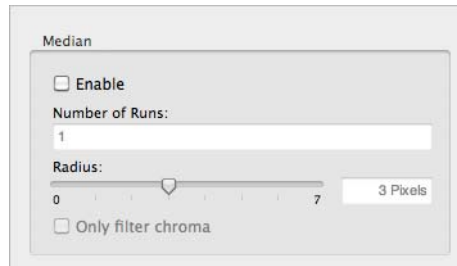 Median
Enable
Number of Runs:
1
Radius:
0 7 3 Pixels
Only filter chroma